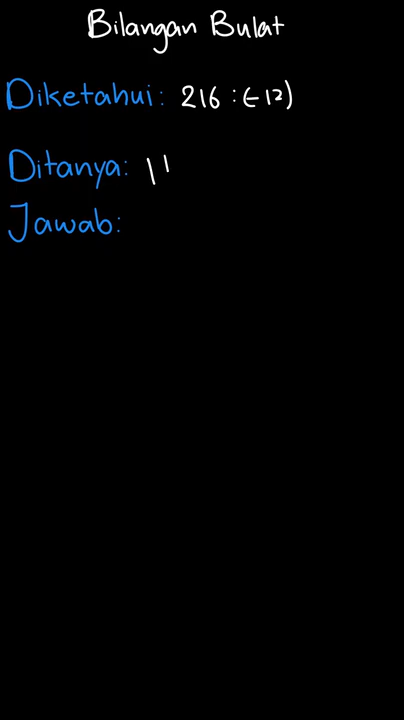 Bilangan Bulat
Diketahui: 216 : (-12)
Ditanya:
Jawab: